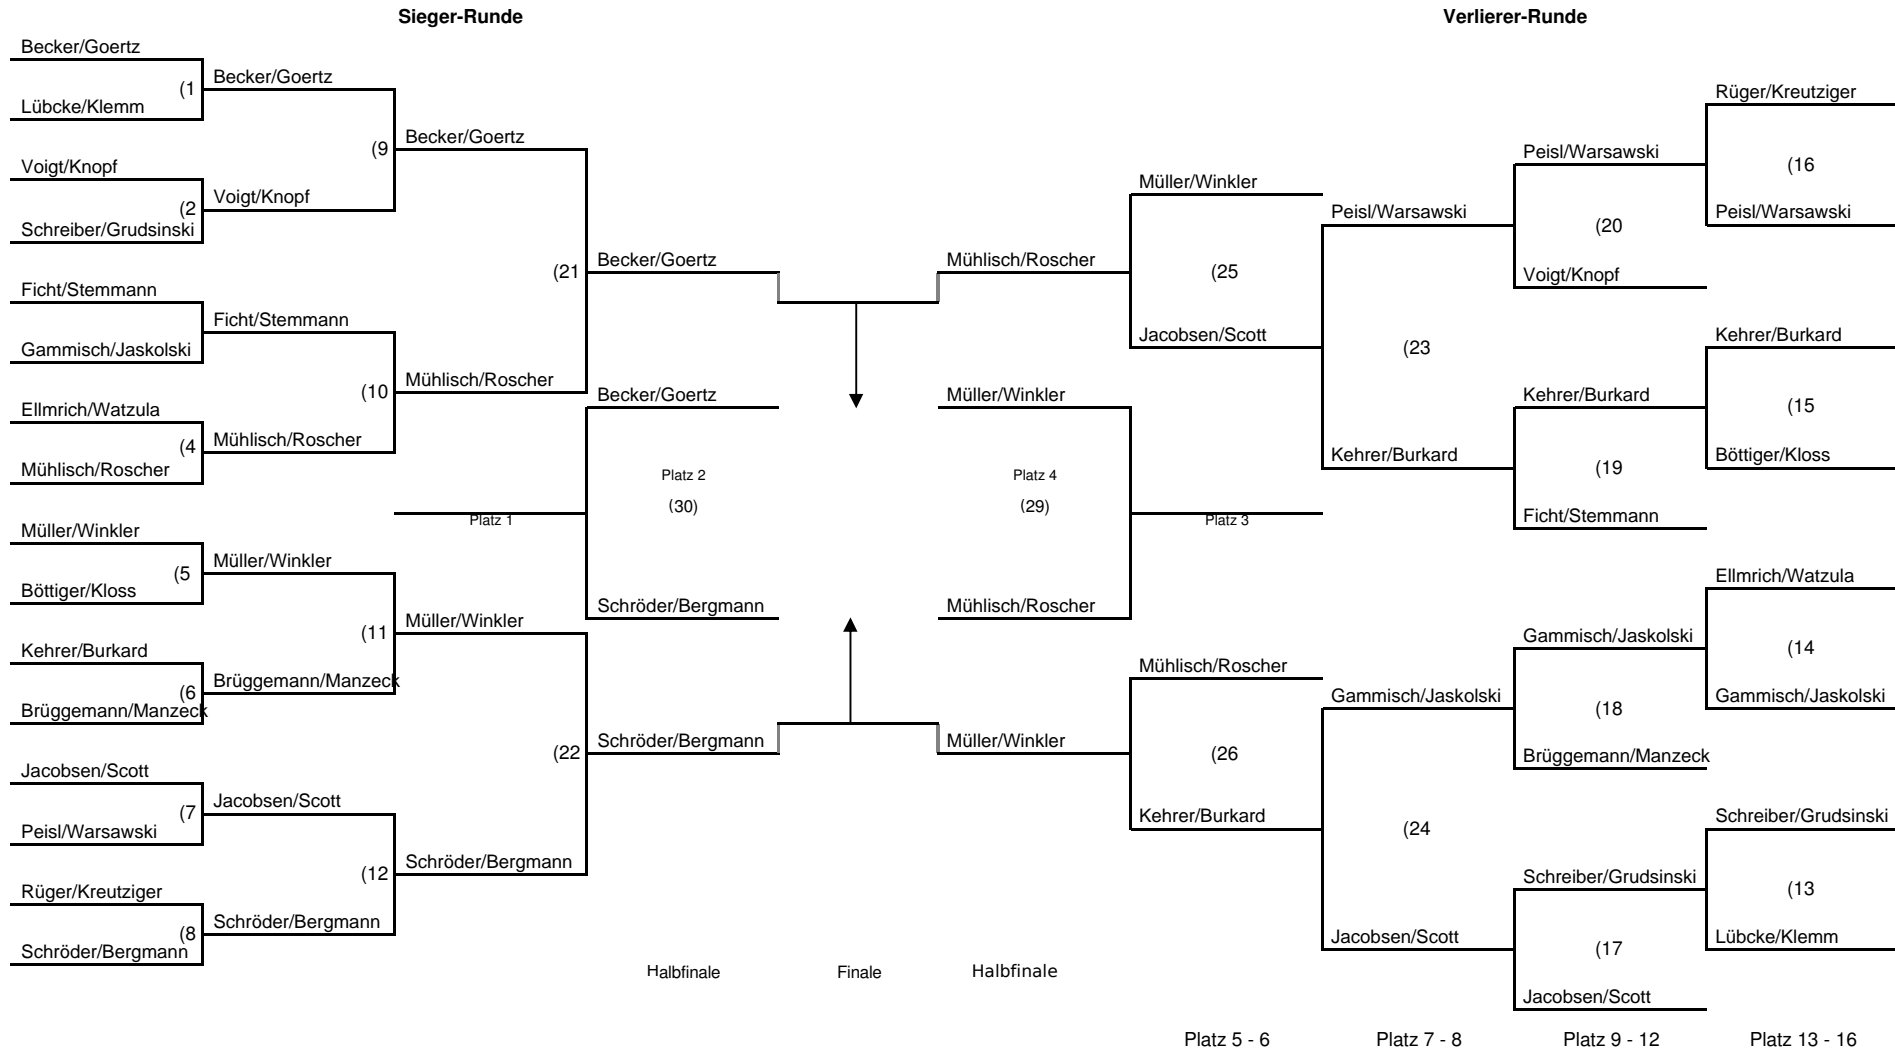 Sieger-Runde
Verlierer-Runde
Becker/Goertz
(1
Lübcke/Klemm
Voigt/Knopf
(2
Schreiber/Grudsinski
Ficht/Stemmann
Gammisch/Jaskolski
Ellmrich/Watzula
(4
Mühlisch/Roscher
Müller/Winkler
(5
Böttiger/Kloss
Kehrer/Burkard
(6
Brüggemann/Manzeck
Jacobsen/Scott
(7
Peisl/Warsawski
Rüger/Kreutziger
(8
Schröder/Bergmann
Becker/Goertz
(9
Voigt/Knopf
Ficht/Stemmann
(10
Mühlisch/Roscher
Müller/Winkler
(11
Brüggemann/Manzeck
Jacobsen/Scott
(12
Schröder/Bergmann
Becker/Goertz
(21
Mühlisch/Roscher
Platz 1
Müller/Winkler
(22
Schröder/Bergmann
Becker/Goertz
Becker/Goertz
Platz 2
(30)
Schröder/Bergmann
Schröder/Bergmann
Halbfinale
Finale
Halbfinale
Mühlisch/Roscher
Müller/Winkler
Platz 4
(29)
Mühlisch/Roscher
Müller/Winkler
Müller/Winkler
(25
Jacobsen/Scott
Platz 3
Mühlisch/Roscher
(26
Kehrer/Burkard
Platz 5 - 6
Peisl/Warsawski
(23
Kehrer/Burkard
Gammisch/Jaskolski
(24
Jacobsen/Scott
Platz 7 - 8
Peisl/Warsawski
(20
Voigt/Knopf
Kehrer/Burkard
(19
Ficht/Stemmann
Gammisch/Jaskolski
(18
Brüggemann/Manzeck
Schreiber/Grudsinski
(17
Jacobsen/Scott
Platz 9 - 12
Rüger/Kreutziger
(16
Peisl/Warsawski
Kehrer/Burkard
(15
Böttiger/Kloss
Ellmrich/Watzula
(14
Gammisch/Jaskolski
Schreiber/Grudsinski
(13
Lübcke/Klemm
Platz 13 - 16